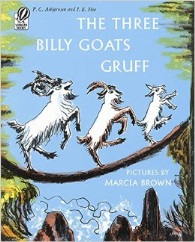 P. C. Asbjørnsen and J. E. Moe
THE THREE
BILLY GOATS
GRUFF
PICTURES BY
MARCIA BROWN